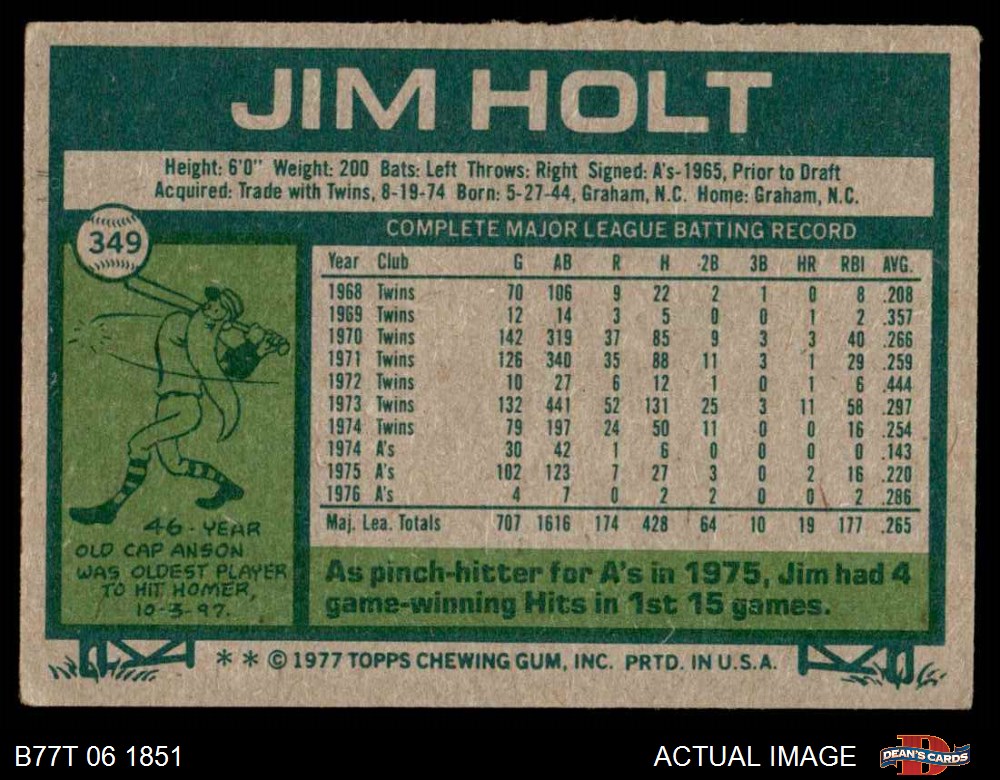 JIM HOLT
Height: 6'0" Weight: 200 Bats: Left Throws: Right Signed: A's-1965, Prior to Draft
Acquired: Trade with Twins, 8-19-74 Born: 5-27-44, Graham, N.C. Home: Graham, N.C.
349
COMPLETE MAJOR LEAGUE BATTING RECORD
Year Club G AB R H 2B 3B HR RBI AVG.
1968 Twins 70 106 9 22 2 1 0 8 .208
1969 Twins 12 14 3 5 0 0 1 2 .357
1970 Twins 142 319 37 85 9 3 3 40 .266
1971 Twins 126 340 35 88 11 3 1 29 .259
1972 Twins 10 27 6 12 1 0 1 6 .444
1973 Twins 132 441 52 131 25 3 11 58 .297
1974 Twins 79 197 24 50 11 0 0 16 .254
1974 A's 30 42 1 6 0 0 0 0 .143
1975 A's 102 123 7 27 3 0 2 16 .220
1976 A's 4 7 0 2 2 0 0 2 .286
Maj. Lea. Totals 707 1616 174 428 64 10 19 177 .265
46-YEAR
OLD CAP ANSON
WAS OLDEST PLAYER
TO HIT HOMER,
10-3-97.
As pinch-hitter for A's in 1975, Jim had 4
game-winning Hits in 1st 15 games.
* * © 1977 TOPPS CHEWING GUM, INC. PRTD. IN U.S.A.
B77T 06 1851
ACTUAL IMAGE
DEAN'S CARDS